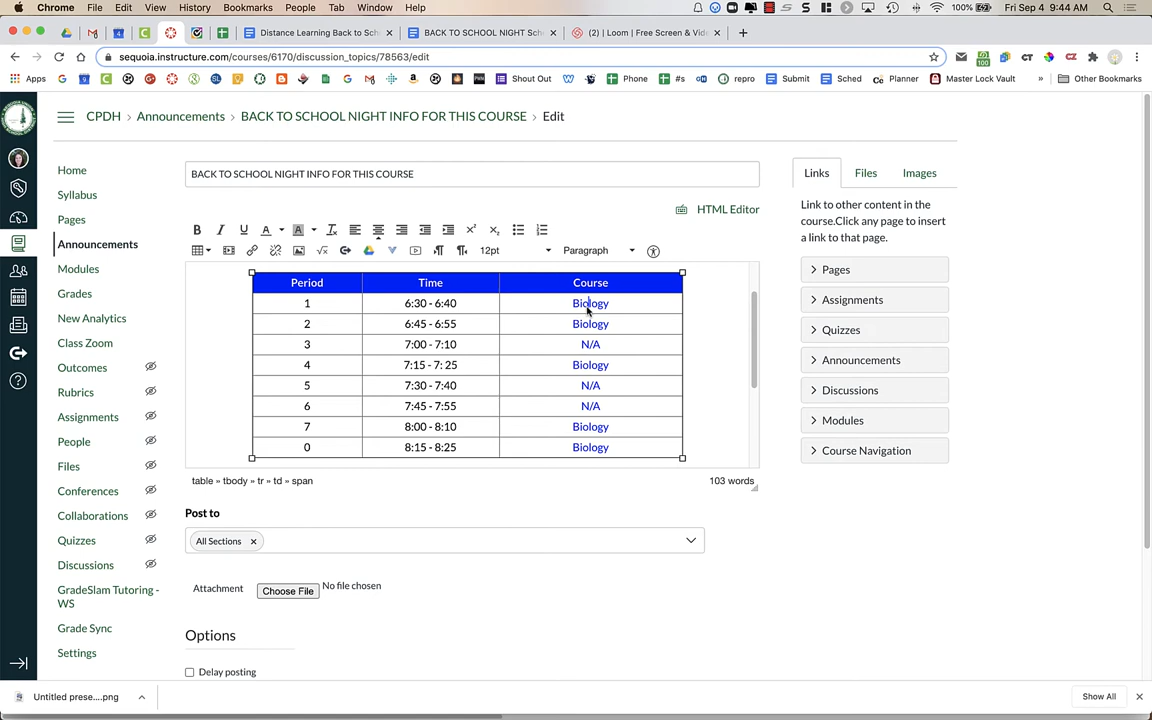 Chrome File Edit View History Bookmarks People Tab Window Help 100% Fri Sep 4 9:44 AM
Distance Learning Back to Sch × BACK TO SCHOOL NIGHT Sch × (2) | Loom | Free Screen & Vide ×
sequoia.instructure.com/courses/6170/discussion_topics/78563/edit
Apps Shout Out Phone #s repro Submit Sched Planner Master Lock Vault » Other Bookmarks
CPDH › Announcements › BACK TO SCHOOL NIGHT INFO FOR THIS COURSE › Edit
Home
Syllabus
Pages
Announcements
Modules
Grades
New Analytics
Class Zoom
Outcomes
Rubrics
Assignments
People
Files
Conferences
Collaborations
Quizzes
Discussions
GradeSlam Tutoring -
WS
Grade Sync
Settings
BACK TO SCHOOL NIGHT INFO FOR THIS COURSE
HTML Editor
12pt Paragraph
Period Time Course
1 6:30 - 6:40 Biology
2 6:45 - 6:55 Biology
3 7:00 - 7:10 N/A
4 7:15 - 7: 25 Biology
5 7:30 - 7:40 N/A
6 7:45 - 7:55 N/A
7 8:00 - 8:10 Biology
0 8:15 - 8:25 Biology
table » tbody » tr » td » span 103 words
Post to
All Sections ×
Attachment Choose File No file chosen
Options
Delay posting
Links Files Images
Link to other content in the
course.Click any page to insert
a link to that page.
Pages
Assignments
Quizzes
Announcements
Discussions
Modules
Course Navigation
Untitled prese....png Show All